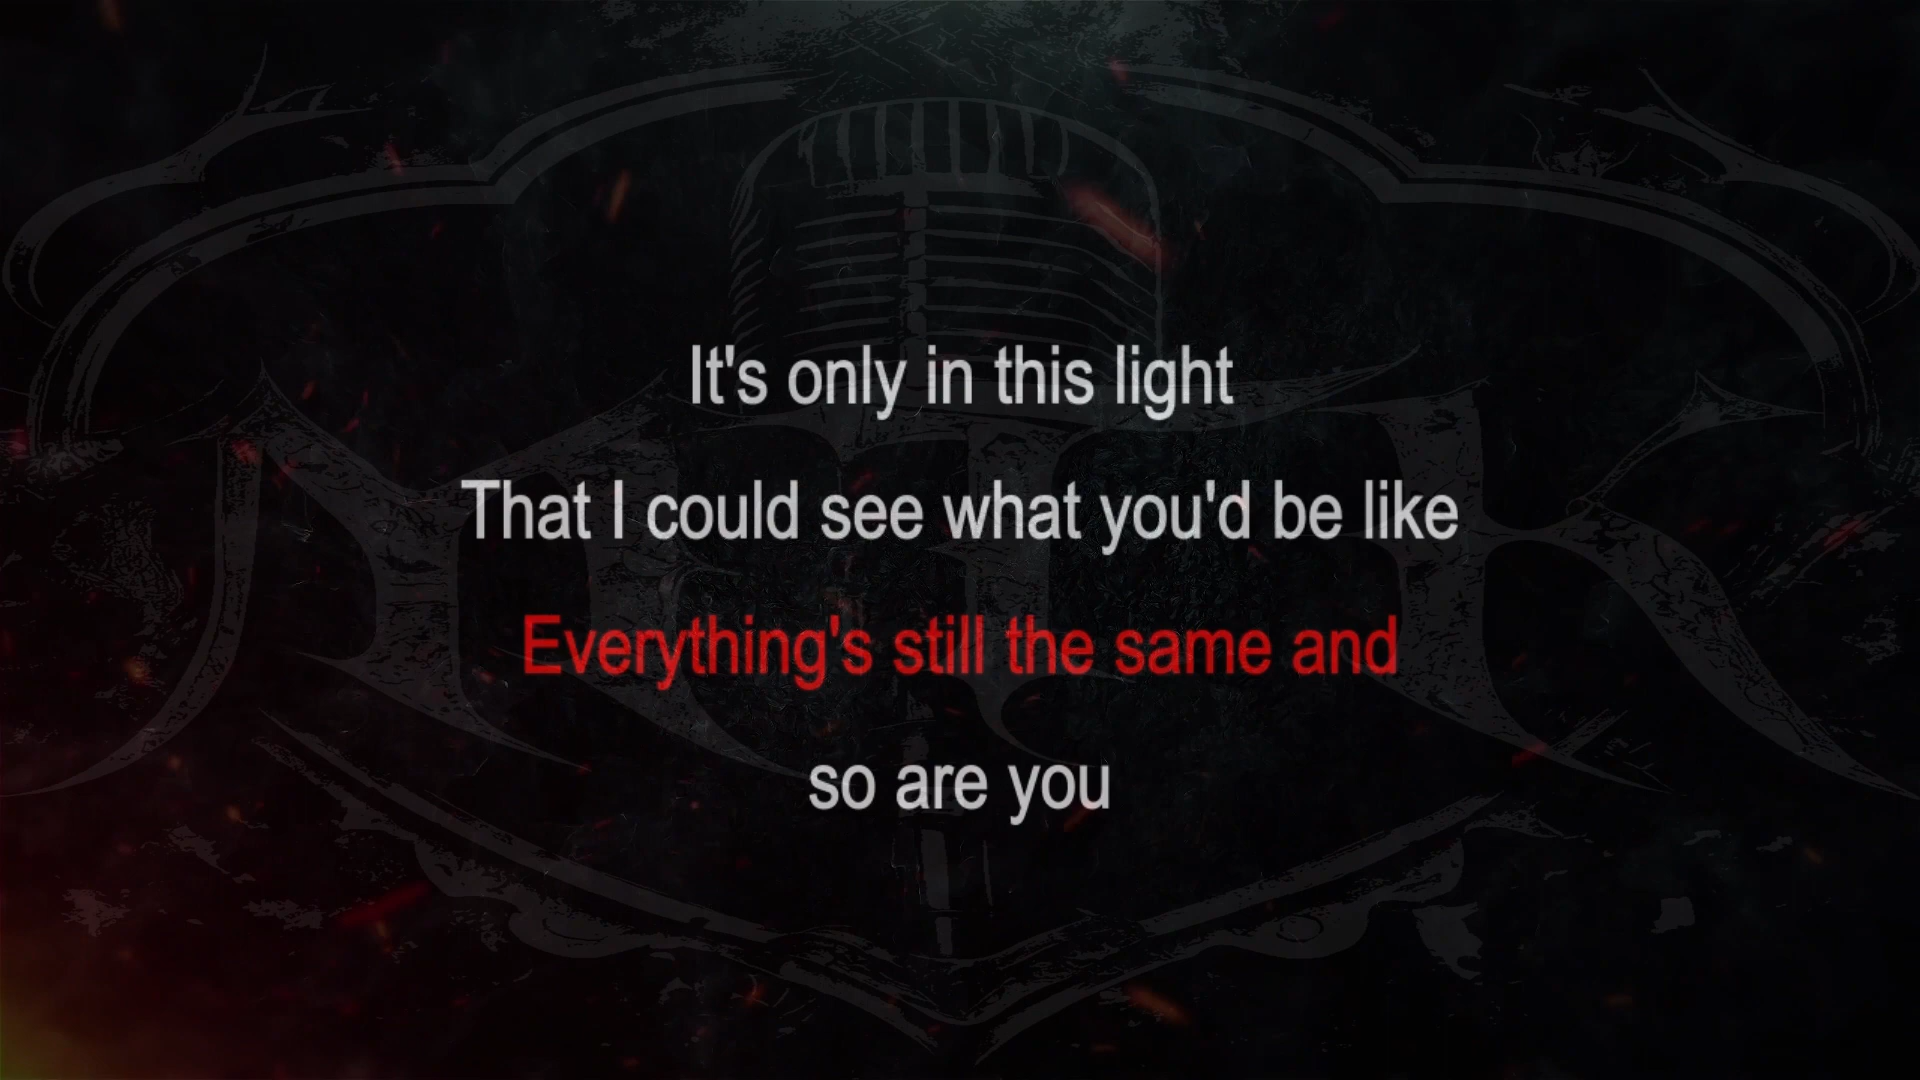 It's only in this light
That I could see what you'd be like
Everything's still the same and
so are you